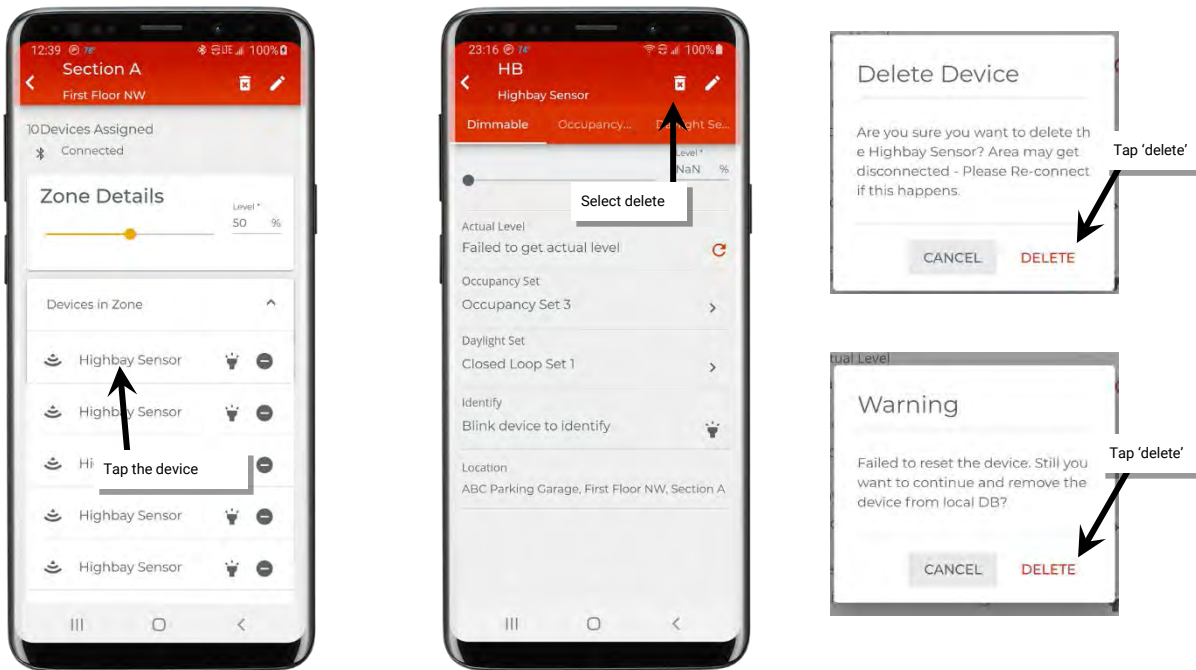 12:39 78° LTE 100%
Section A
First Floor NW
10Devices Assigned
Connected
Zone Details
Level *
50 %
Devices in Zone
Highbay Sensor
Highbay Sensor
Hi
Tap the device
Highbay Sensor
Highbay Sensor
23:16 74° 100%
HB
Highbay Sensor
Dimmable Occupancy... Daylight Se...
Level *
NaN %
Select delete
Actual Level
Failed to get actual level
Occupancy Set
Occupancy Set 3
Daylight Set
Closed Loop Set 1
Identify
Blink device to identify
Location
ABC Parking Garage, First Floor NW, Section A
Delete Device
Are you sure you want to delete th
e Highbay Sensor? Area may get
disconnected - Please Re-connect
if this happens.
Tap ‘delete’
CANCEL DELETE
tual Level
Warning
Failed to reset the device. Still you
want to continue and remove the
device from local DB?
Tap ‘delete’
CANCEL DELETE